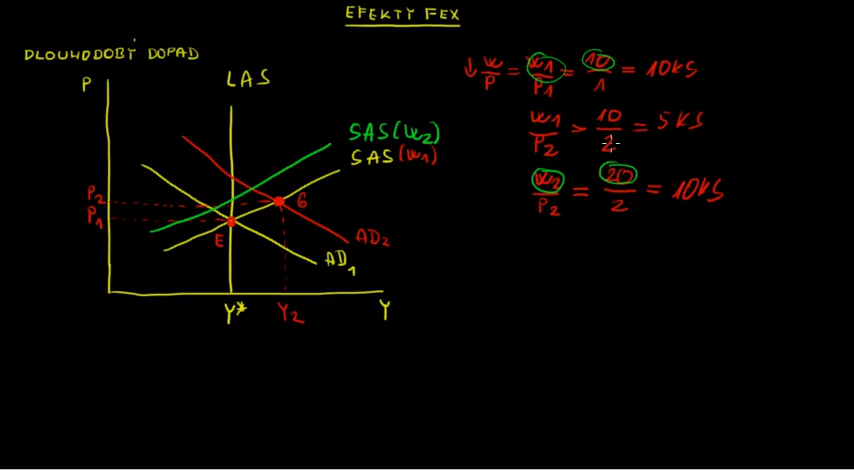 EFEKTY FEX
DLOUHODOBÝ DOPAD
P
LAS
SAS(W2)
SAS(W1)
P2
P1
G
E
AD2
AD1
Y*
Y2
Y
↓ W/P = W1/P1 = 10/1 = 10KS
W1/P2 > 10/2 = 5KS
W2/P2 = 20/2 = 10KS